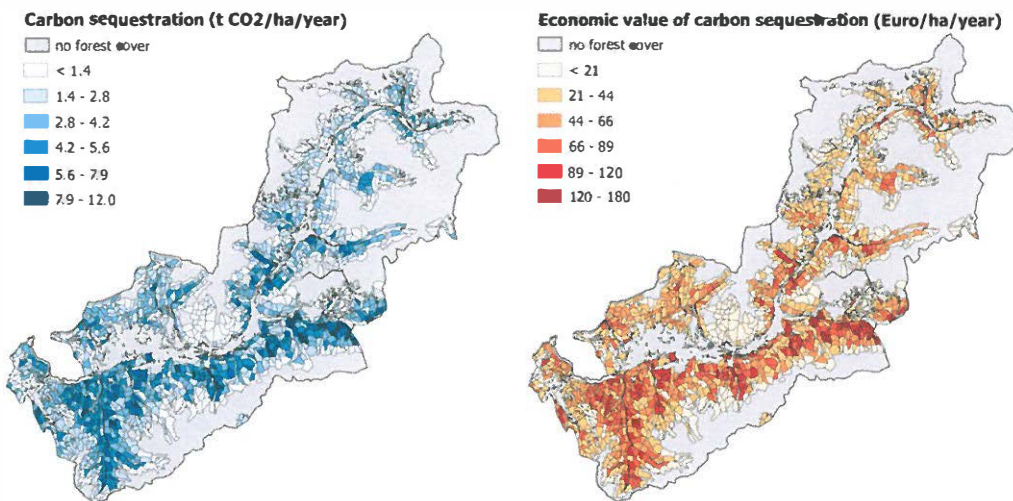 Carbon sequestration (t CO2/ha/year)
no forest cover
< 1.4
1.4 - 2.8
2.8 - 4.2
4.2 - 5.6
5.6 - 7.9
7.9 - 12.0
Economic value of carbon sequestration (Euro/ha/year)
no forest cover
< 21
21 - 44
44 - 66
66 - 89
89 - 120
120 - 180